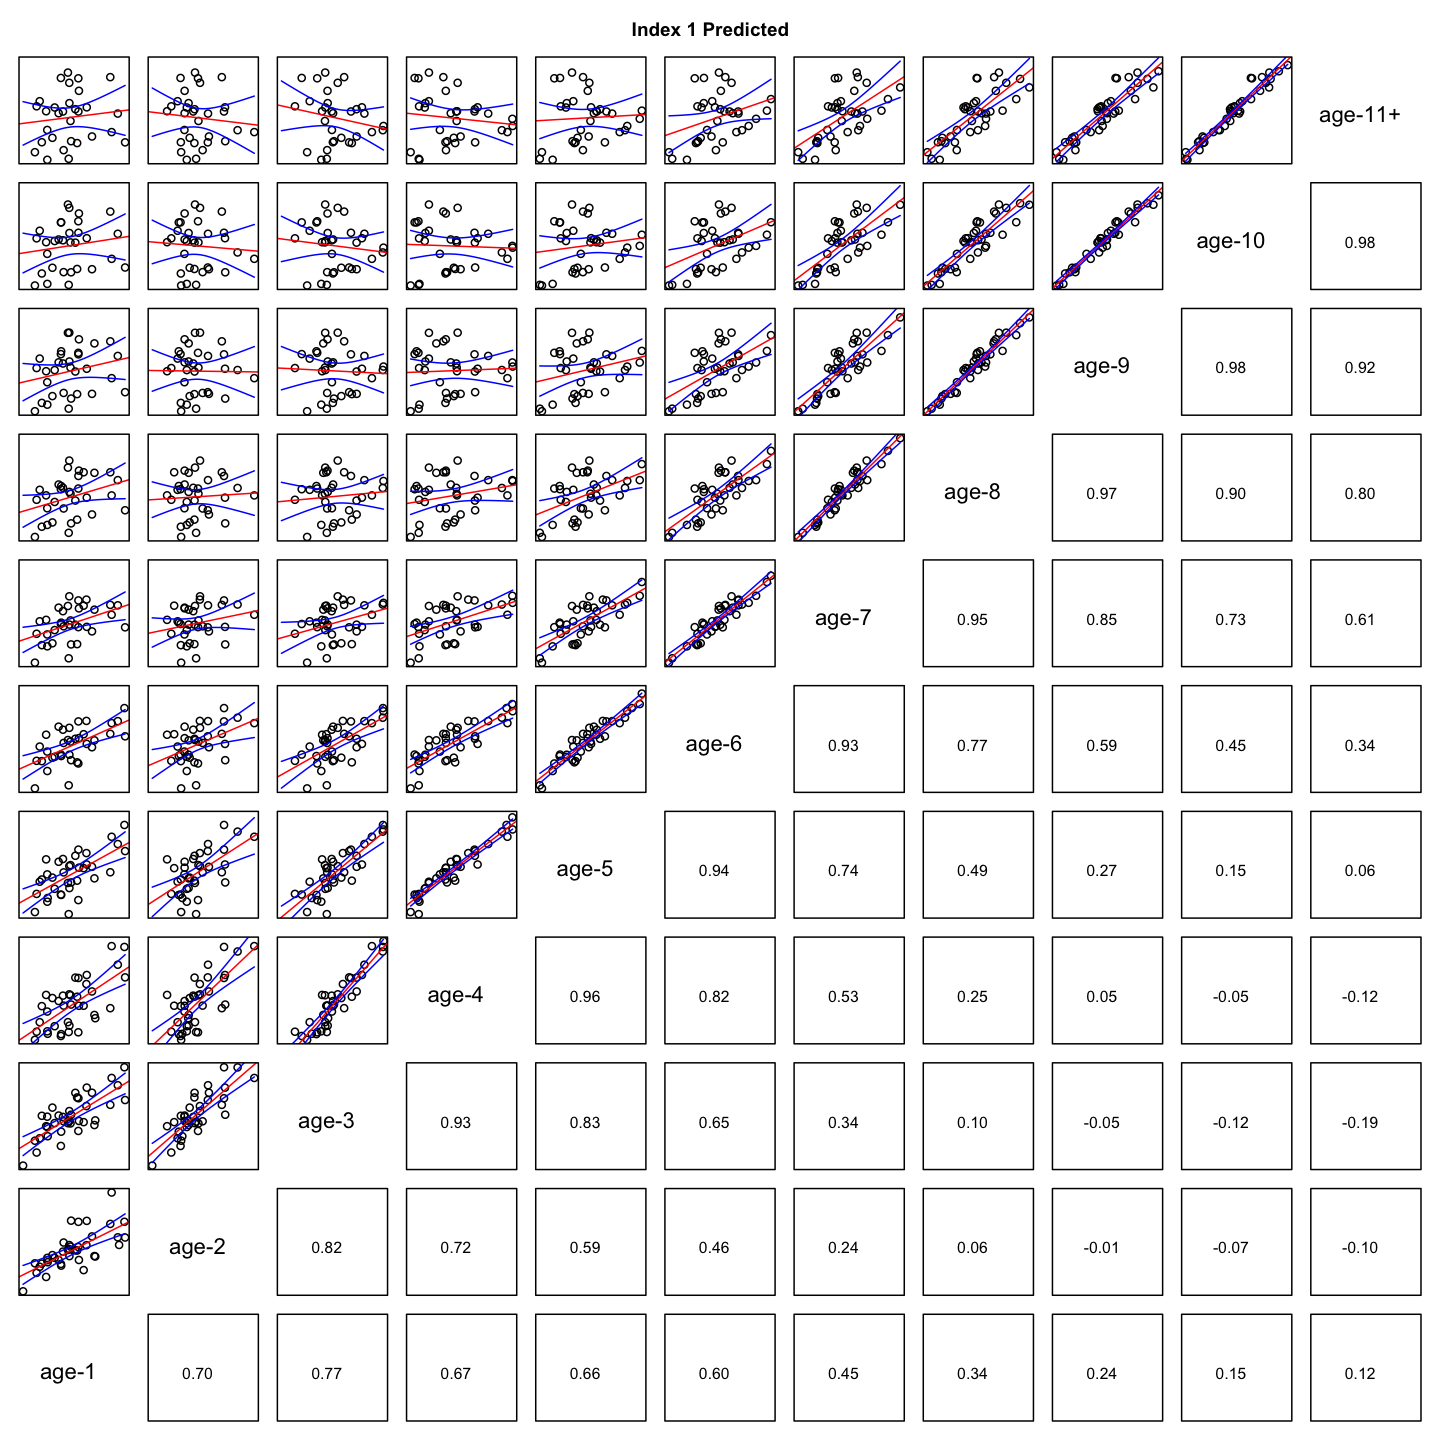 Index 1 Predicted
age-11+
age-10 0.98
age-9 0.98 0.92
age-8 0.97 0.90 0.80
age-7 0.95 0.85 0.73 0.61
age-6 0.93 0.77 0.59 0.45 0.34
age-5 0.94 0.74 0.49 0.27 0.15 0.06
age-4 0.96 0.82 0.53 0.25 0.05 -0.05 -0.12
age-3 0.93 0.83 0.65 0.34 0.10 -0.05 -0.12 -0.19
age-2 0.82 0.72 0.59 0.46 0.24 0.06 -0.01 -0.07 -0.10
age-1 0.70 0.77 0.67 0.66 0.60 0.45 0.34 0.24 0.15 0.12